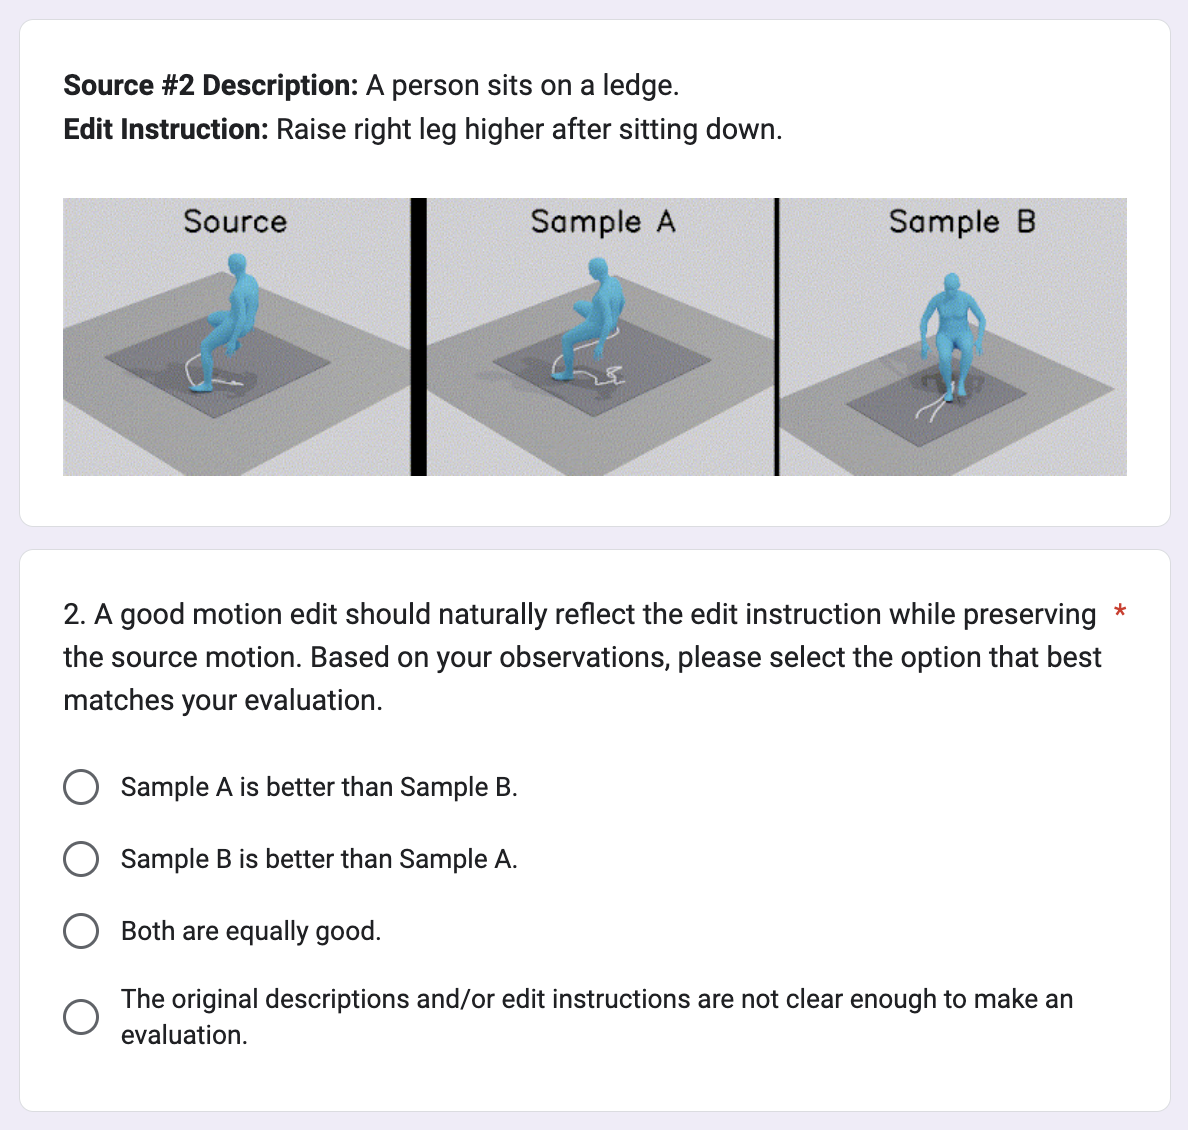 Source #2 Description: A person sits on a ledge.
Edit Instruction: Raise right leg higher after sitting down.
Source
Sample A
Sample B
2. A good motion edit should naturally reflect the edit instruction while preserving *
the source motion. Based on your observations, please select the option that best
matches your evaluation.
Sample A is better than Sample B.
Sample B is better than Sample A.
Both are equally good.
The original descriptions and/or edit instructions are not clear enough to make an
evaluation.